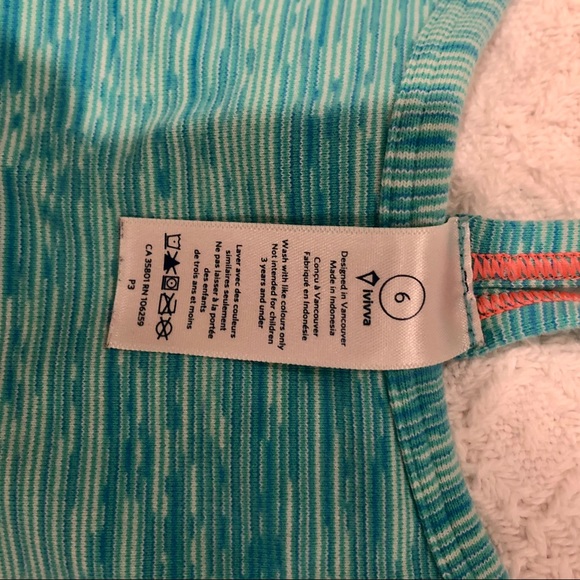 6
ivivva
Designed in Vancouver
Made in Indonesia
Conçu à Vancouver
Fabriqué en Indonésie
Wash with like colours only
Not intended for children
3 years and under
Laver avec des couleurs
similaires seulement
Ne pas laisser à la portée
des enfants
de trois ans et moins
CA 35801 RN 106259
P3